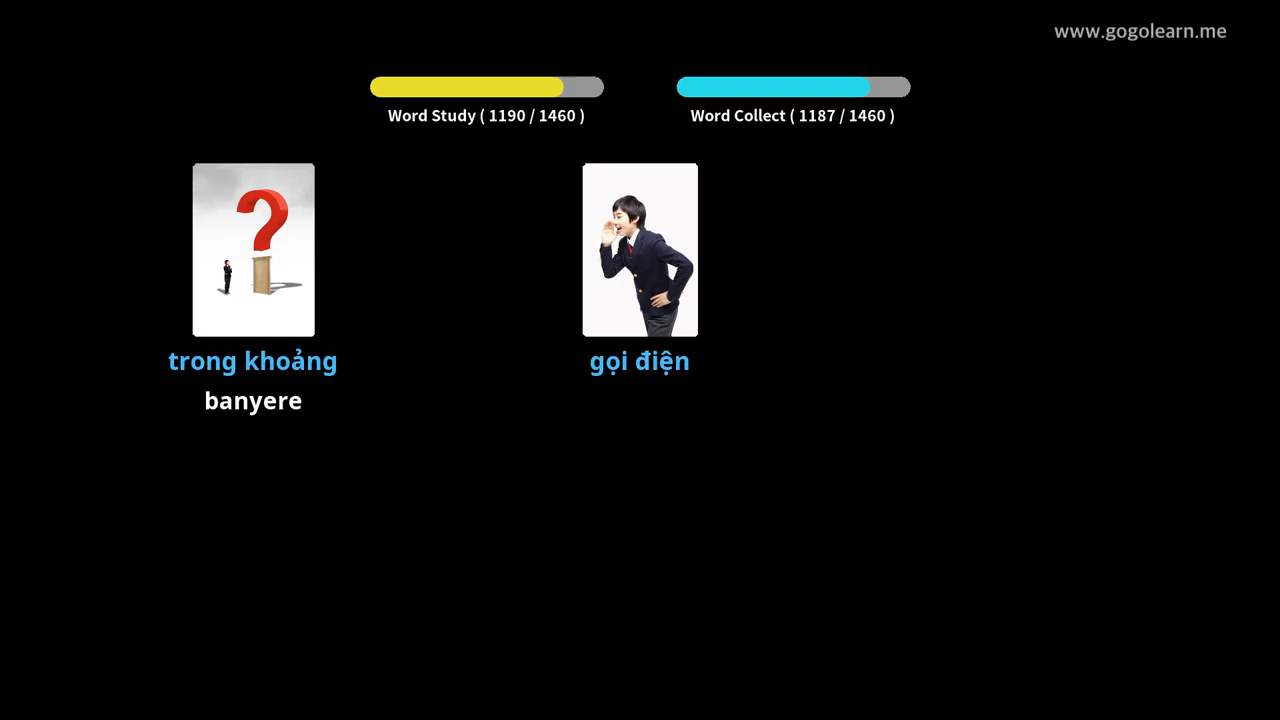 www.gogolearn.me
Word Study ( 1190 / 1460 )
Word Collect ( 1187 / 1460 )
trong khoảng
gọi điện
banyere